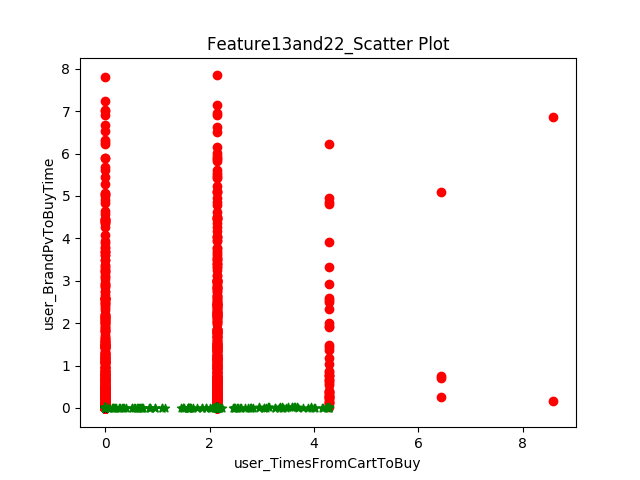 Feature13and22_Scatter Plot
8
7
6
5
4
3
2
1
0
user_BrandPvToBuyTime
0 2 4 6 8
user_TimesFromCartToBuy